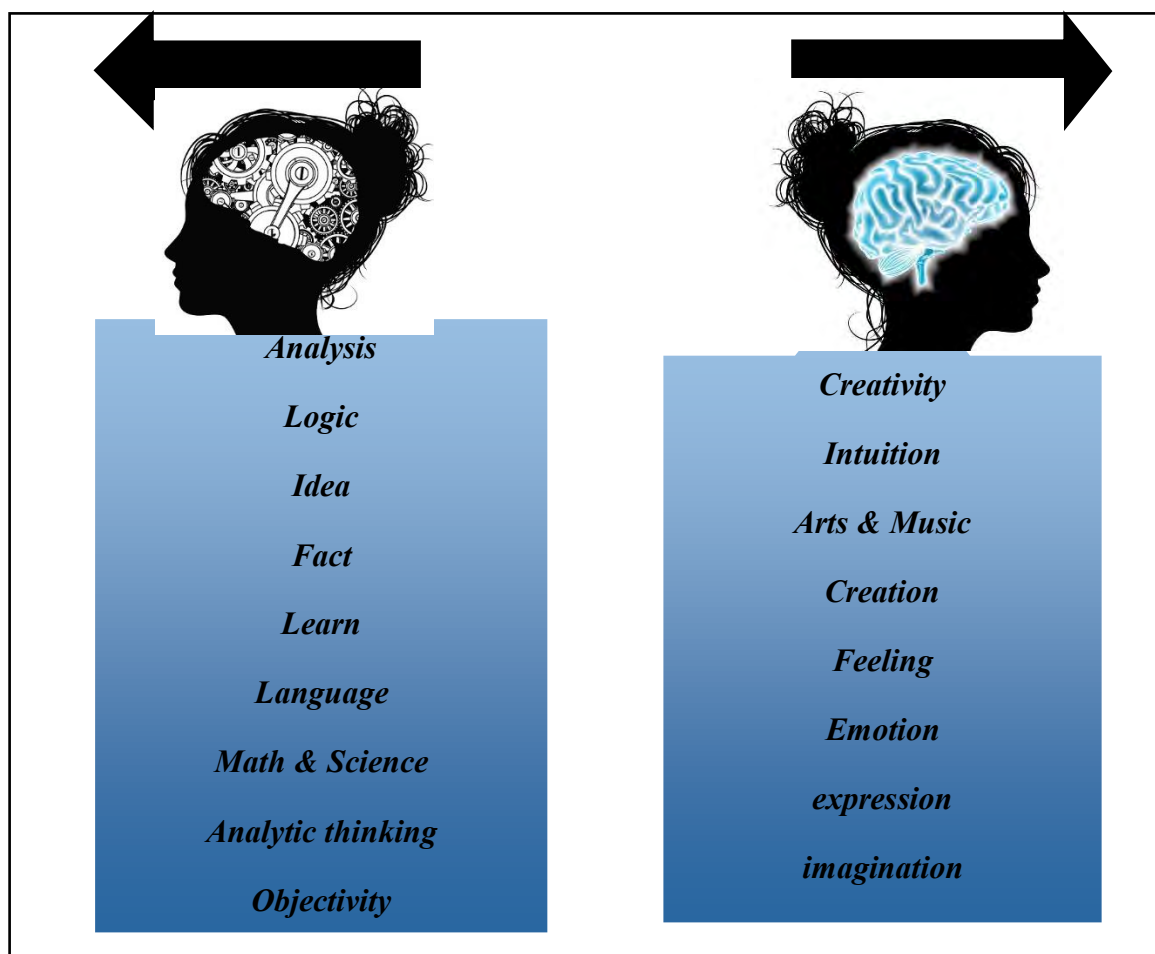 Analysis
Logic
Idea
Fact
Learn
Language
Math & Science
Analytic thinking
Objectivity
Creativity
Intuition
Arts & Music
Creation
Feeling
Emotion
expression
imagination